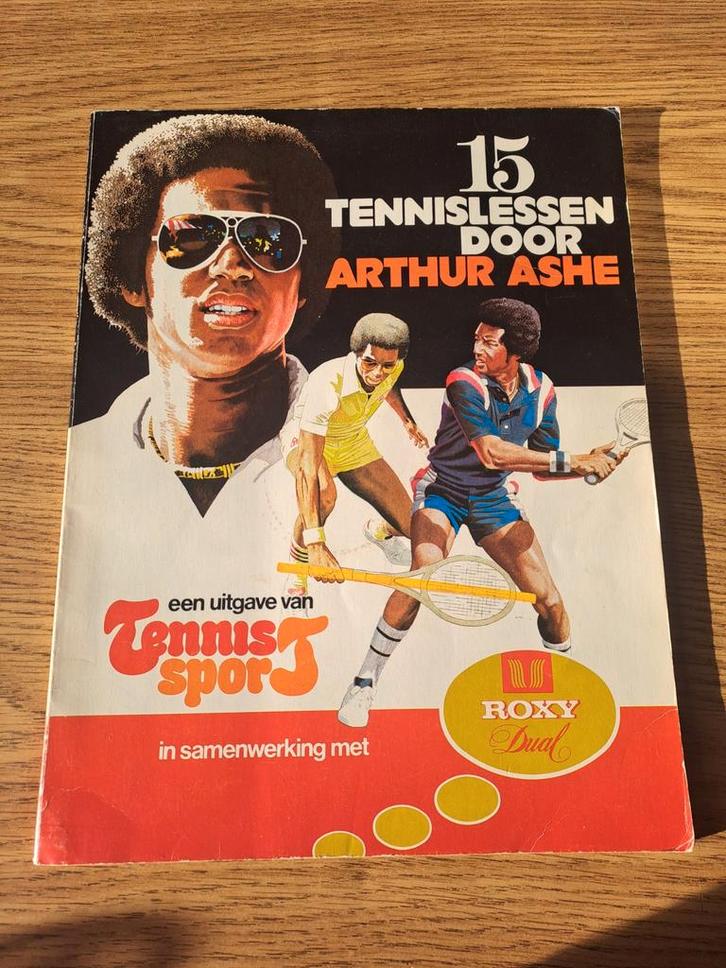 15
TENNISLESSEN
DOOR
ARTHUR ASHE
een uitgave van
Tennis
sporT
in samenwerking met
ROXY
Dual